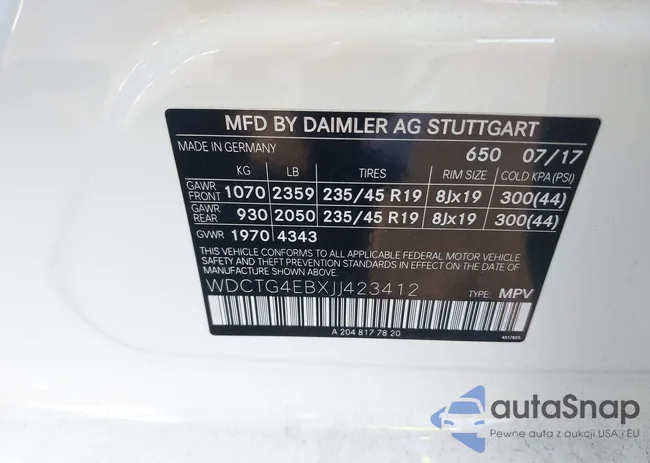 MFD BY DAIMLER AG STUTTGART
MADE IN GERMANY 650 07/17
KG LB TIRES RIM SIZE COLD KPA (PSI)
GAWR FRONT 1070 2359 235/45 R19 8Jx19 300(44)
GAWR REAR 930 2050 235/45 R19 8Jx19 300(44)
GVWR 1970 4343
THIS VEHICLE CONFORMS TO ALL APPLICABLE FEDERAL MOTOR VEHICLE
SAFETY AND THEFT PREVENTION STANDARDS IN EFFECT ON THE DATE
OF MANUFACTURE SHOWN ABOVE.
WDCTG4EBXJJ423412 TYPE: MPV
A 204 817 78 20
autaSnap
Pewne auta z aukcji USA i EU